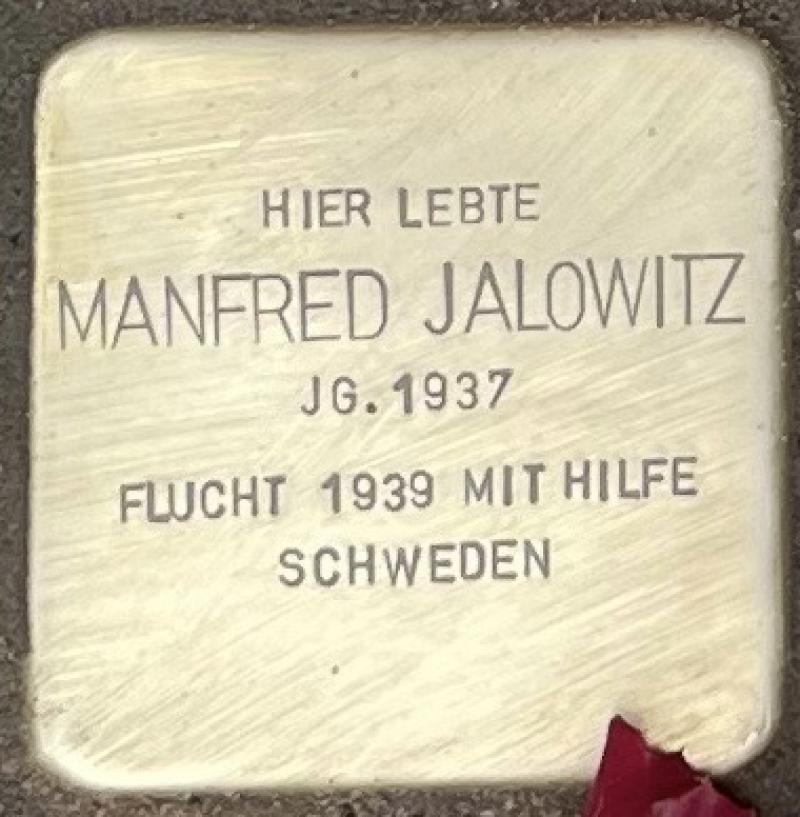 HIER LEBTE
MANFRED JALOWITZ
JG. 1937
FLUCHT 1939 MIT HILFE
SCHWEDEN